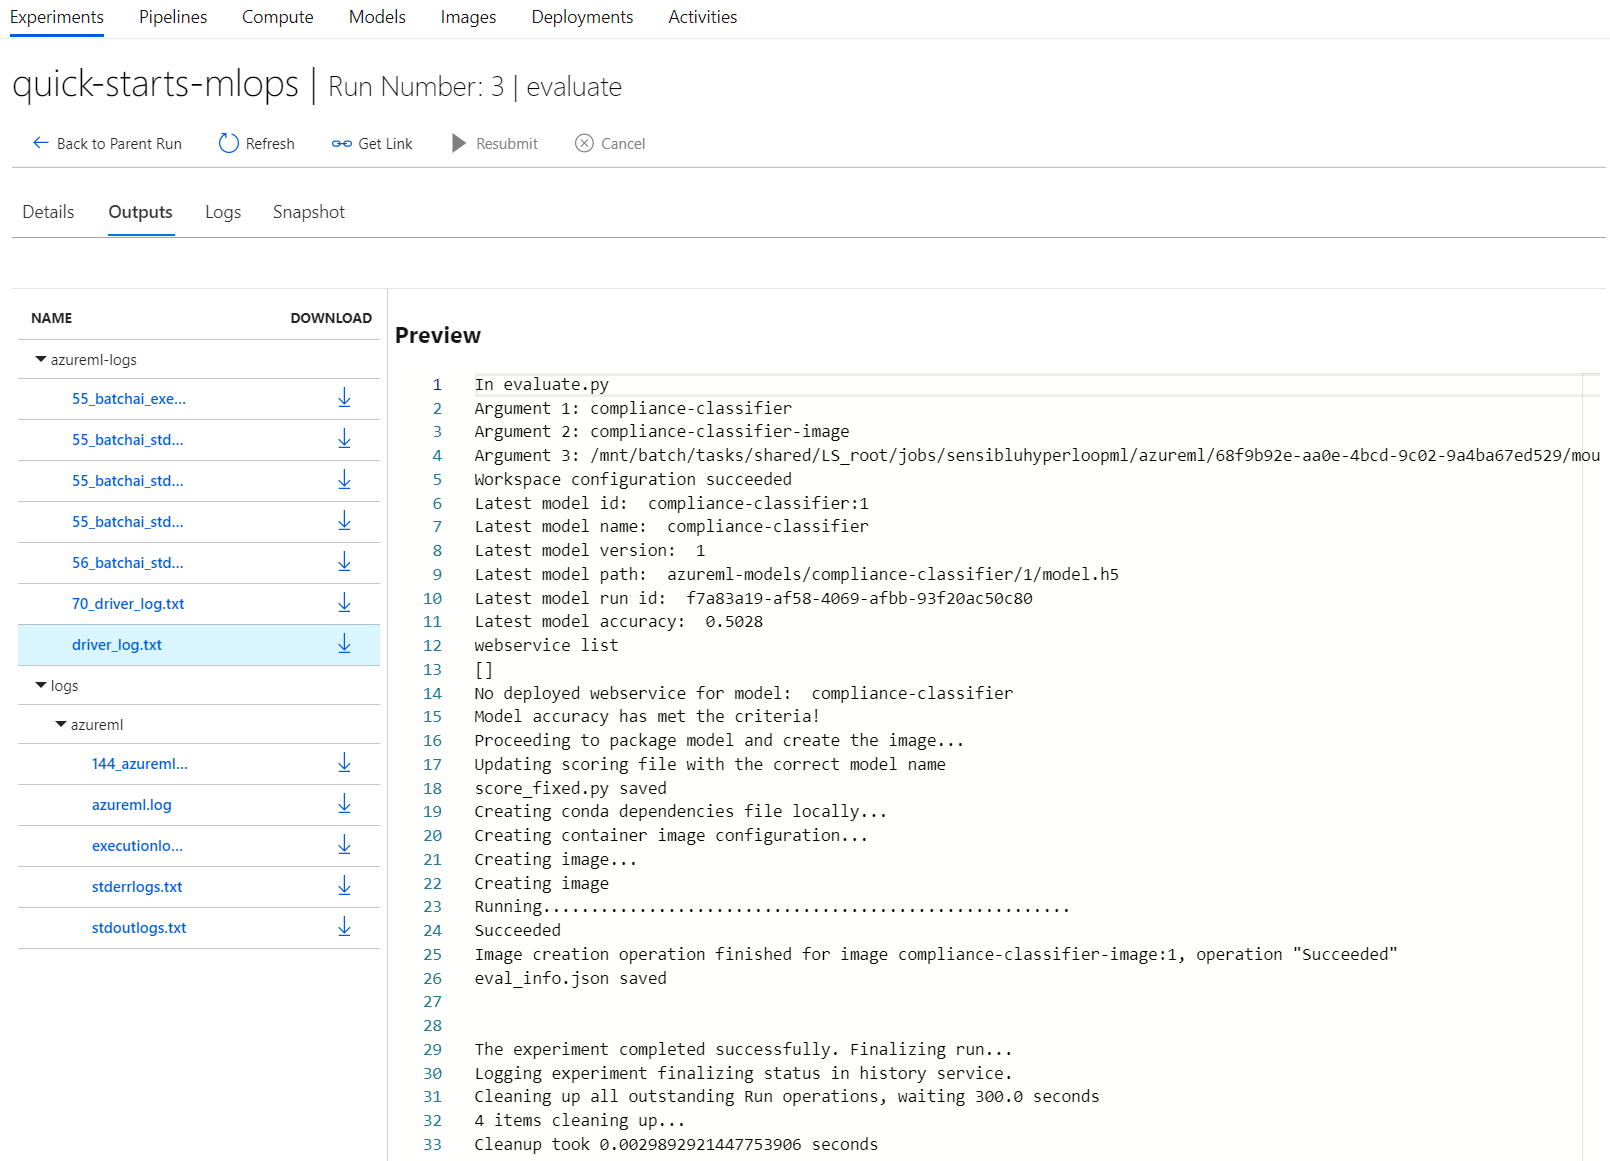 Experiments Pipelines Compute Models Images Deployments Activities
quick-starts-mlops | Run Number: 3 | evaluate
Back to Parent Run Refresh Get Link Resubmit Cancel
Details Outputs Logs Snapshot
NAME DOWNLOAD
azureml-logs
55_batchai_exe...
55_batchai_std...
55_batchai_std...
55_batchai_std...
56_batchai_std...
70_driver_log.txt
driver_log.txt
logs
azureml
144_azureml...
azureml.log
executionlo...
stderrlogs.txt
stdoutlogs.txt
Preview
1 In evaluate.py
2 Argument 1: compliance-classifier
3 Argument 2: compliance-classifier-image
4 Argument 3: /mnt/batch/tasks/shared/LS_root/jobs/sensibluhyperloopml/azureml/68f9b92e-aa0e-4bcd-9c02-9a4ba67ed529/mou
5 Workspace configuration succeeded
6 Latest model id:  compliance-classifier:1
7 Latest model name:  compliance-classifier
8 Latest model version:  1
9 Latest model path:  azureml-models/compliance-classifier/1/model.h5
10 Latest model run id:  f7a83a19-af58-4069-afbb-93f20ac50c80
11 Latest model accuracy:  0.5028
12 webservice list
13 []
14 No deployed webservice for model:  compliance-classifier
15 Model accuracy has met the criteria!
16 Proceeding to package model and create the image...
17 Updating scoring file with the correct model name
18 score_fixed.py saved
19 Creating conda dependencies file locally...
20 Creating container image configuration...
21 Creating image...
22 Creating image
23 Running.......................................................
24 Succeeded
25 Image creation operation finished for image compliance-classifier-image:1, operation "Succeeded"
26 eval_info.json saved
27
28
29 The experiment completed successfully. Finalizing run...
30 Logging experiment finalizing status in history service.
31 Cleaning up all outstanding Run operations, waiting 300.0 seconds
32 4 items cleaning up...
33 Cleanup took 0.0029892921447753906 seconds